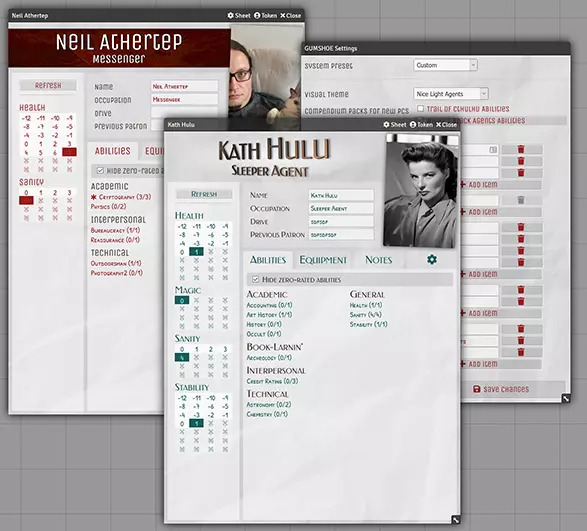 Neil Athertep
Sheet Token Close
Neil Athertep
Messenger
Refresh
Name Neil Athertep
Occupation Messenger
Drive
Previous Patron
Health
-12 -11 -10 -9
-8 -7 -6 -5
-4 -3 -2 -1
0 1 2 3
4 5 6
Sanity
0 1 2 3
Abilities Equ
Hide zero-rated a
Academic
Cryptography (3/3)
Physics (2/2)
Interpersonal
Bureaucracy (1/1)
Reassurance (0/1)
Technical
Outdoorsman (1/1)
Photography2 (0/1)
GUMSHOE Settings
System Preset Custom
Visual Theme Nice Light Agents
Compendium packs for new PCs Trail of Cthulhu Abilities
ck Agents Abilities
Add Item
Add Item
Add Item
Add Item
Add Item
Save Changes
Kath Hulu
Sheet Token Close
Kath Hulu
Sleeper Agent
Refresh
Name Kath Hulu
Occupation Sleeper Agent
Drive sdfsdf
Previous Patron sdfsdfsdf
Health
-12 -11 -10 -9
-8 -7 -6 -5
-4 -3 -2 -1
0 1
Magic
0
Sanity
0 1 2 3
4
Stability
-12 -11 -10 -9
-8 -7 -6 -5
-4 -3 -2 -1
0 1
Abilities Equipment Notes
Hide zero-rated abilities
Academic
Accounting (0/1)
Art History (1/1)
History (0/1)
Occult (0/1)
Book-Larnin'
Archeology (0/1)
Interpersonal
Credit Rating (0/3)
Technical
Astronomy (0/2)
Chemistry (0/1)
General
Health (1/1)
Sanity (4/4)
Stability (1/1)